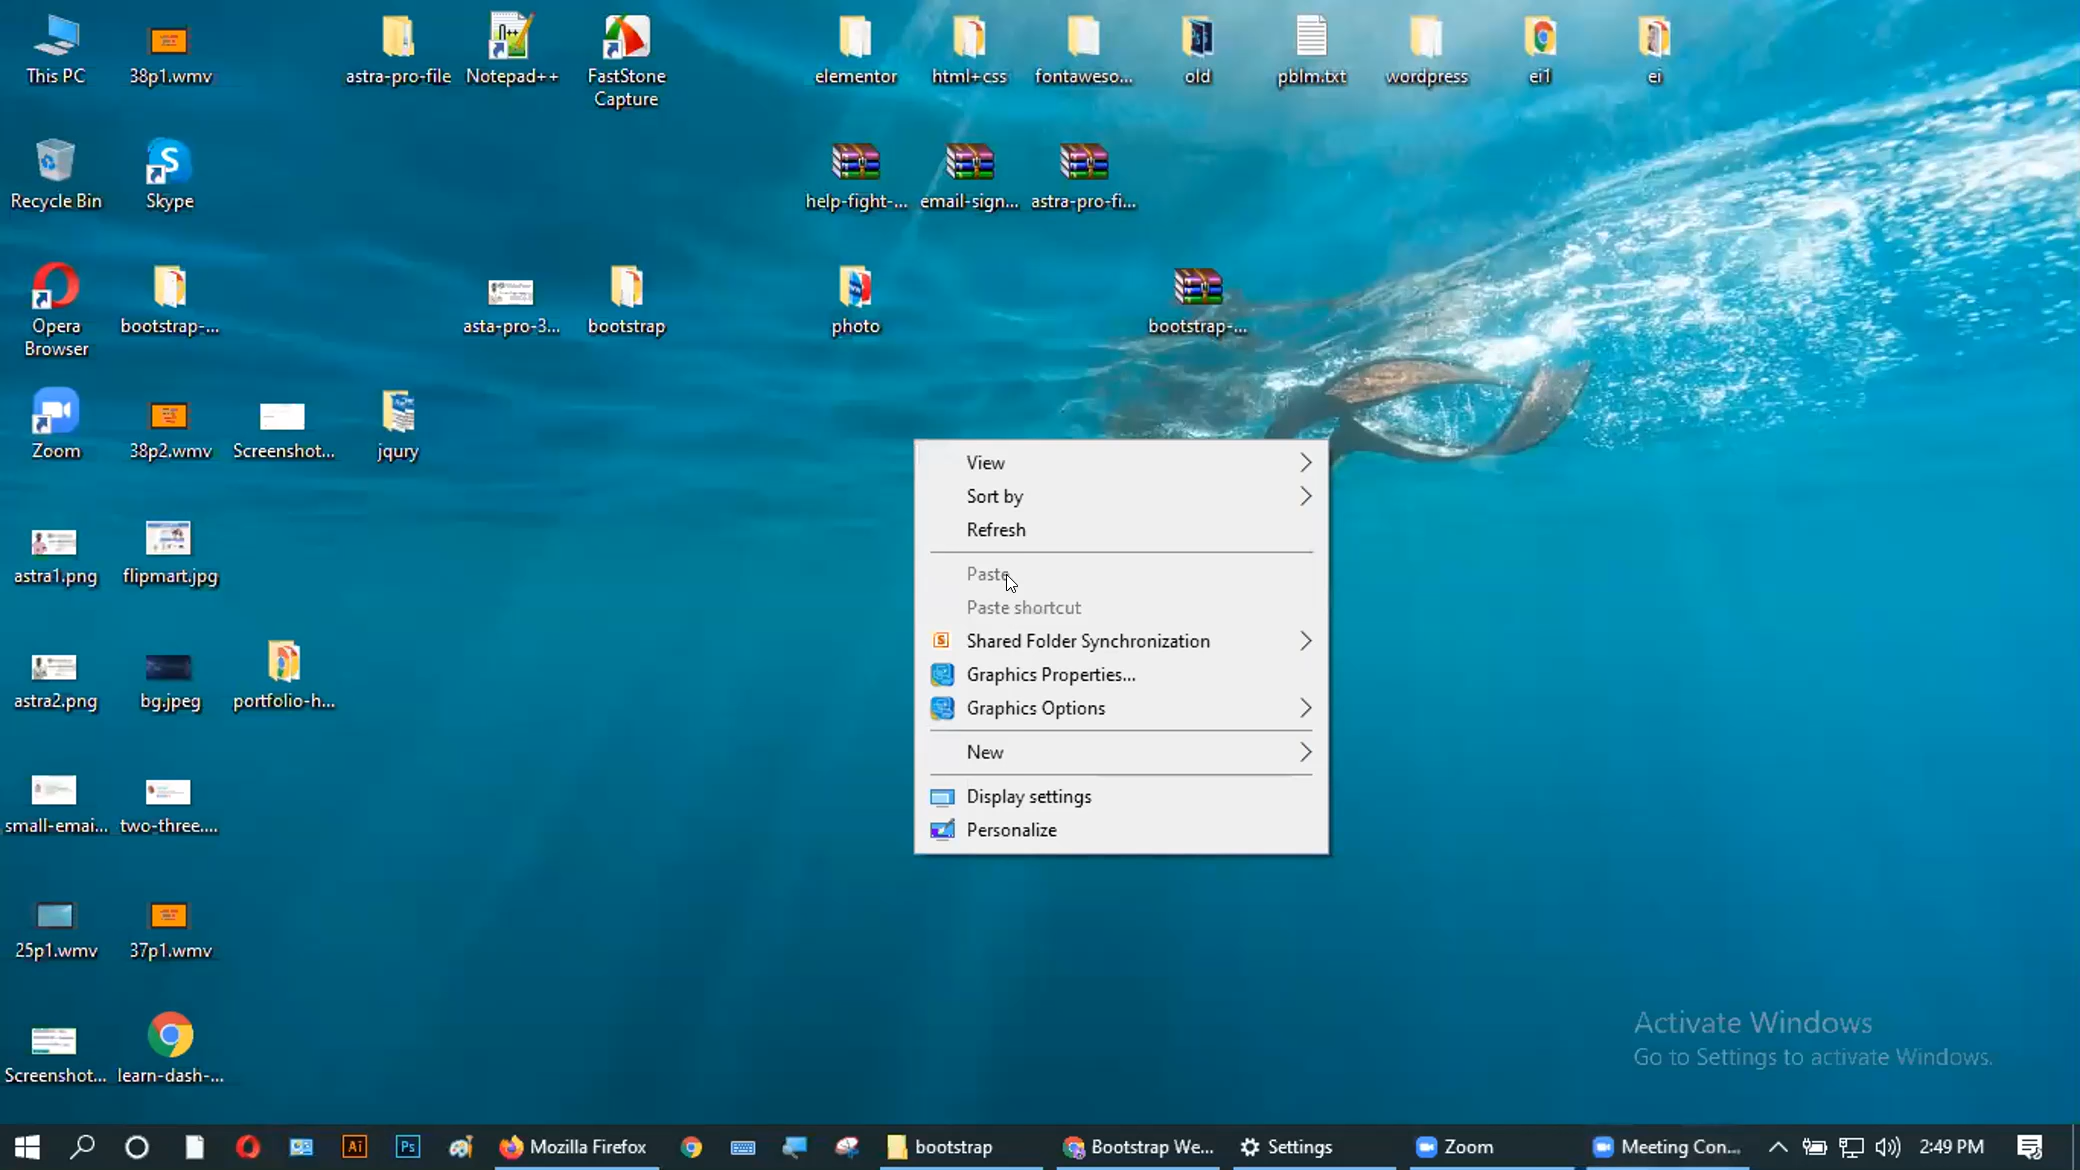 This PC
38p1.wmv
astra-pro-file
Notepad++
FastStone
Capture
elementor
html+css
fontaweso...
old
pblm.txt
wordpress
ei1
ei
Recycle Bin
Skype
help-fight-...
email-sign...
astra-pro-fi...
Opera
Browser
bootstrap-...
asta-pro-3...
bootstrap
photo
bootstrap-...
Zoom
38p2.wmv
Screenshot...
jqury
astra1.png
flipmart.jpg
astra2.png
bg.jpeg
portfolio-h...
small-emai...
two-three....
25p1.wmv
37p1.wmv
Screenshot...
learn-dash-...
View
Sort by
Refresh
Paste
Paste shortcut
Shared Folder Synchronization
Graphics Properties...
Graphics Options
New
Display settings
Personalize
Activate Windows
Go to Settings to activate Windows.
Mozilla Firefox
bootstrap
Bootstrap We...
Settings
Zoom
Meeting Con...
2:49 PM